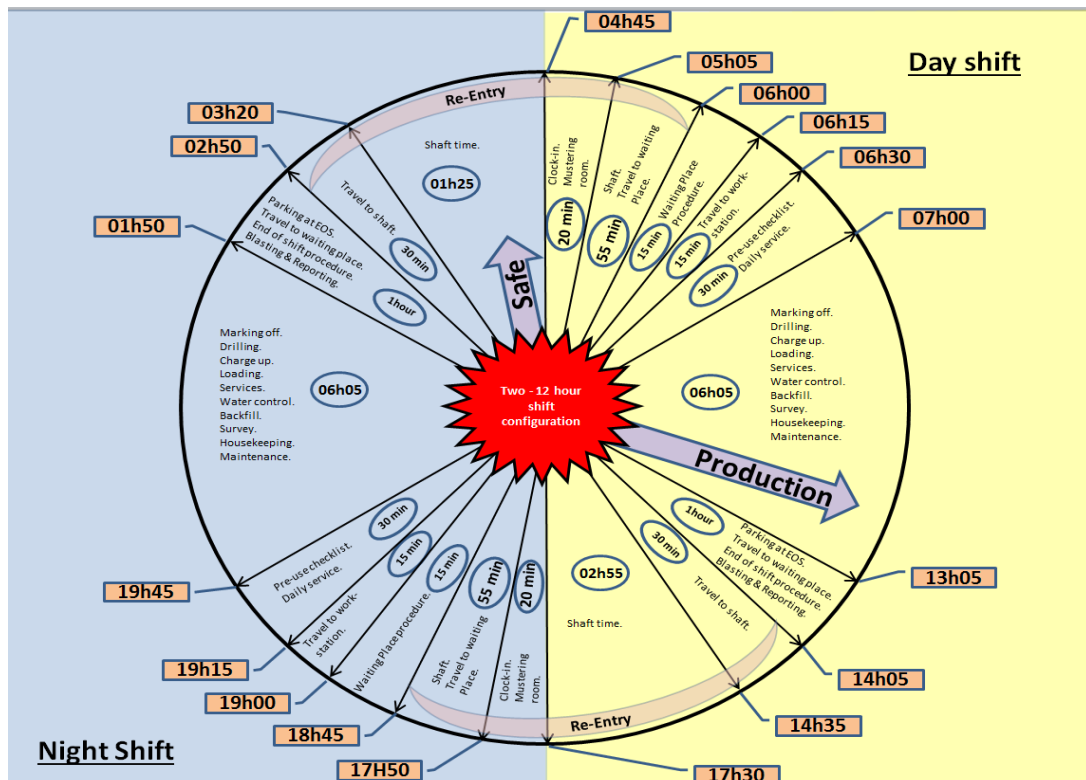 04h45
05h05
Day shift
06h00
06h15
06h30
07h00
Re-Entry
03h20
02h50
01h50
Shaft time.
01h25
Clock-in.
Mustering
room.
20 min
Shaft.
Travel to waiting
Place.
55 min
Waiting Place
Procedure.
15 min
Travel to work-
station.
15 min
Pre-use checklist.
Daily service.
30 min
Travel to shaft.
30 min
Parking at EOS.
Travel to waiting place.
End of shift procedure.
Blasting & Reporting.
1hour
Safe
Marking off.
Drilling.
Charge up.
Loading.
Services.
Water control.
Backfill.
Survey.
Housekeeping.
Maintenance.
06h05
Two - 12 hour
shift
configuration
06h05
Marking off.
Drilling.
Charge up.
Loading.
Services.
Water control.
Backfill.
Survey.
Housekeeping.
Maintenance.
Production
30 min
Pre-use checklist.
Daily service.
15 min
Travel to work-
station.
15 min
Waiting Place procedure.
55 min
Shaft.
Travel to waiting
Place.
20 min
Clock-in.
Mustering
room.
02h55
Shaft time.
30 min
Travel to shaft.
1hour
Parking at EOS.
Travel to waiting place.
End of shift procedure.
Blasting & Reporting.
Re-Entry
19h45
19h15
19h00
18h45
17H50
17h30
14h35
14h05
13h05
Night Shift